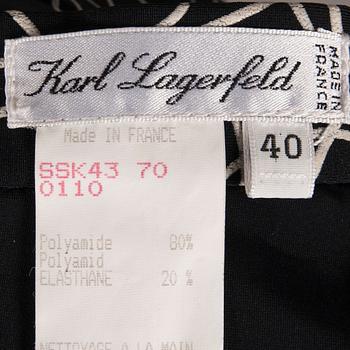 Karl Lagerfeld
MADE IN
FRANCE
40
Made IN FRANCE
SSK43 70
0110
Polyamide 80%
Polyamid
ELASTHANE 20 %
NETTOYAGE A LA MAIN